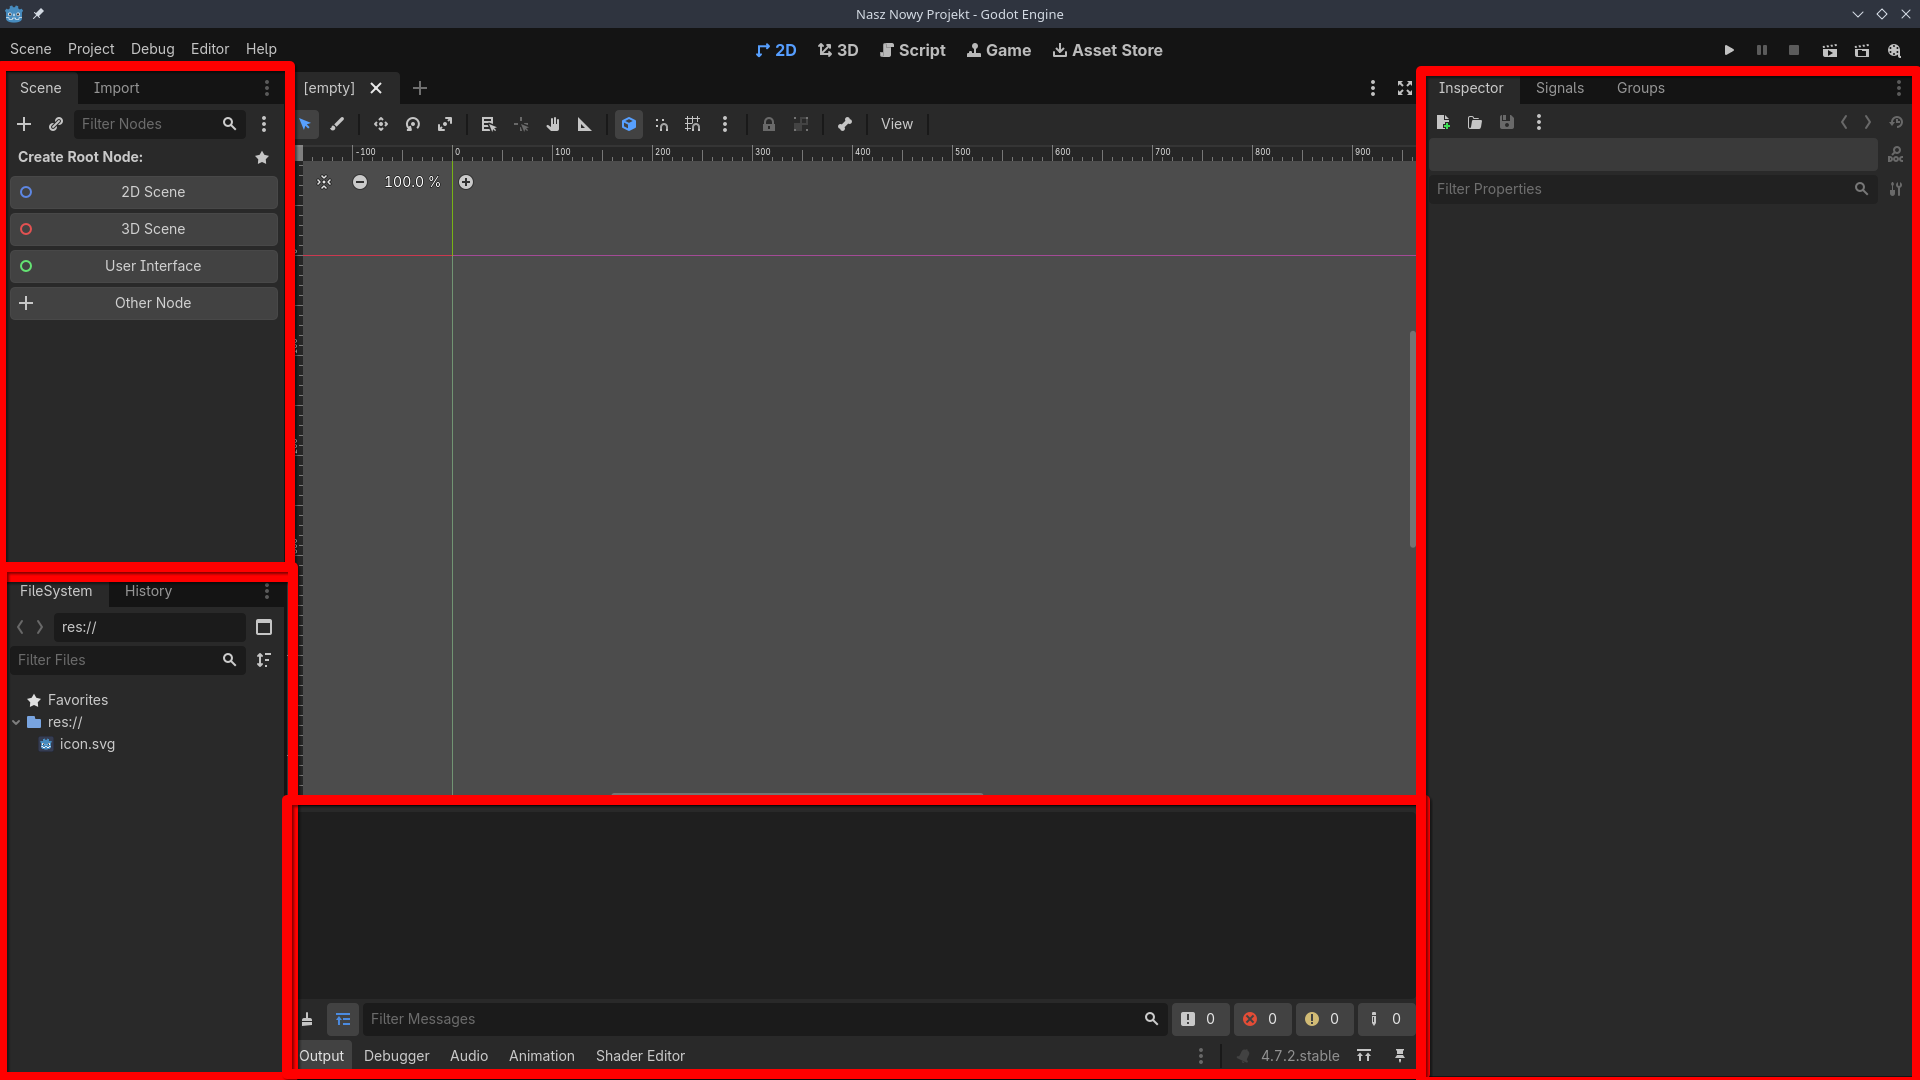 Nasz Nowy Projekt - Godot Engine
Scene Project Debug Editor Help
2D 3D Script Game Asset Store
Scene Import
Filter Nodes
Create Root Node:
2D Scene
3D Scene
User Interface
Other Node
FileSystem History
res://
Filter Files
Favorites
res://
icon.svg
[empty]
View
-100 0 100 200 300 400 500 600 700 800 900
100.0 %
Filter Messages 0 0 0 0
Output Debugger Audio Animation Shader Editor 4.7.2.stable
Inspector Signals Groups
DOC
Filter Properties